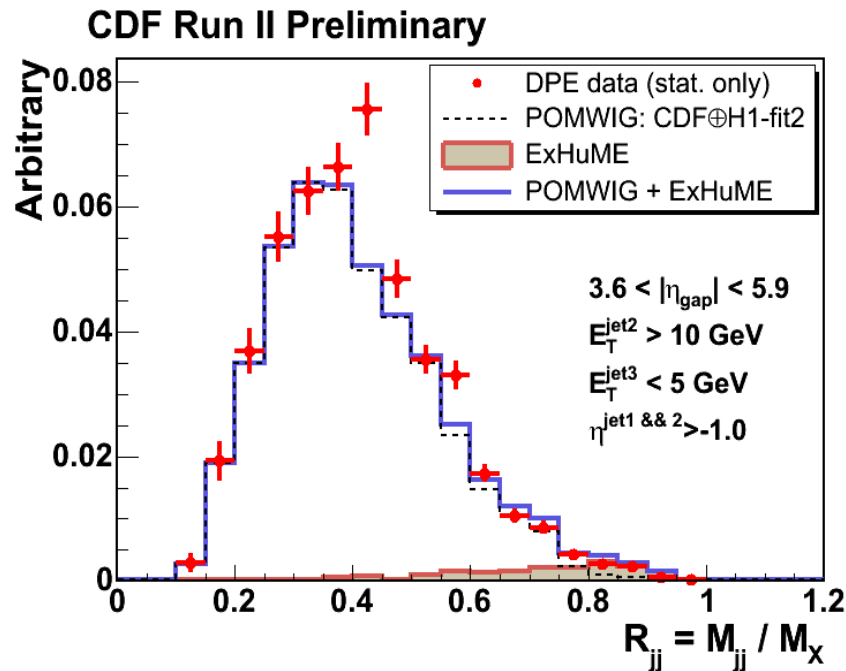 CDF Run II Preliminary
Arbitrary
0.08
0.06
0.04
0.02
0
DPE data (stat. only)
POMWIG: CDF⊕H1-fit2
ExHuME
POMWIG + ExHuME
3.6 < |η_gap| < 5.9
E_T^jet2 > 10 GeV
E_T^jet3 < 5 GeV
η^jet1 && 2 >-1.0
0 0.2 0.4 0.6 0.8 1 1.2
R_jj = M_jj / M_X